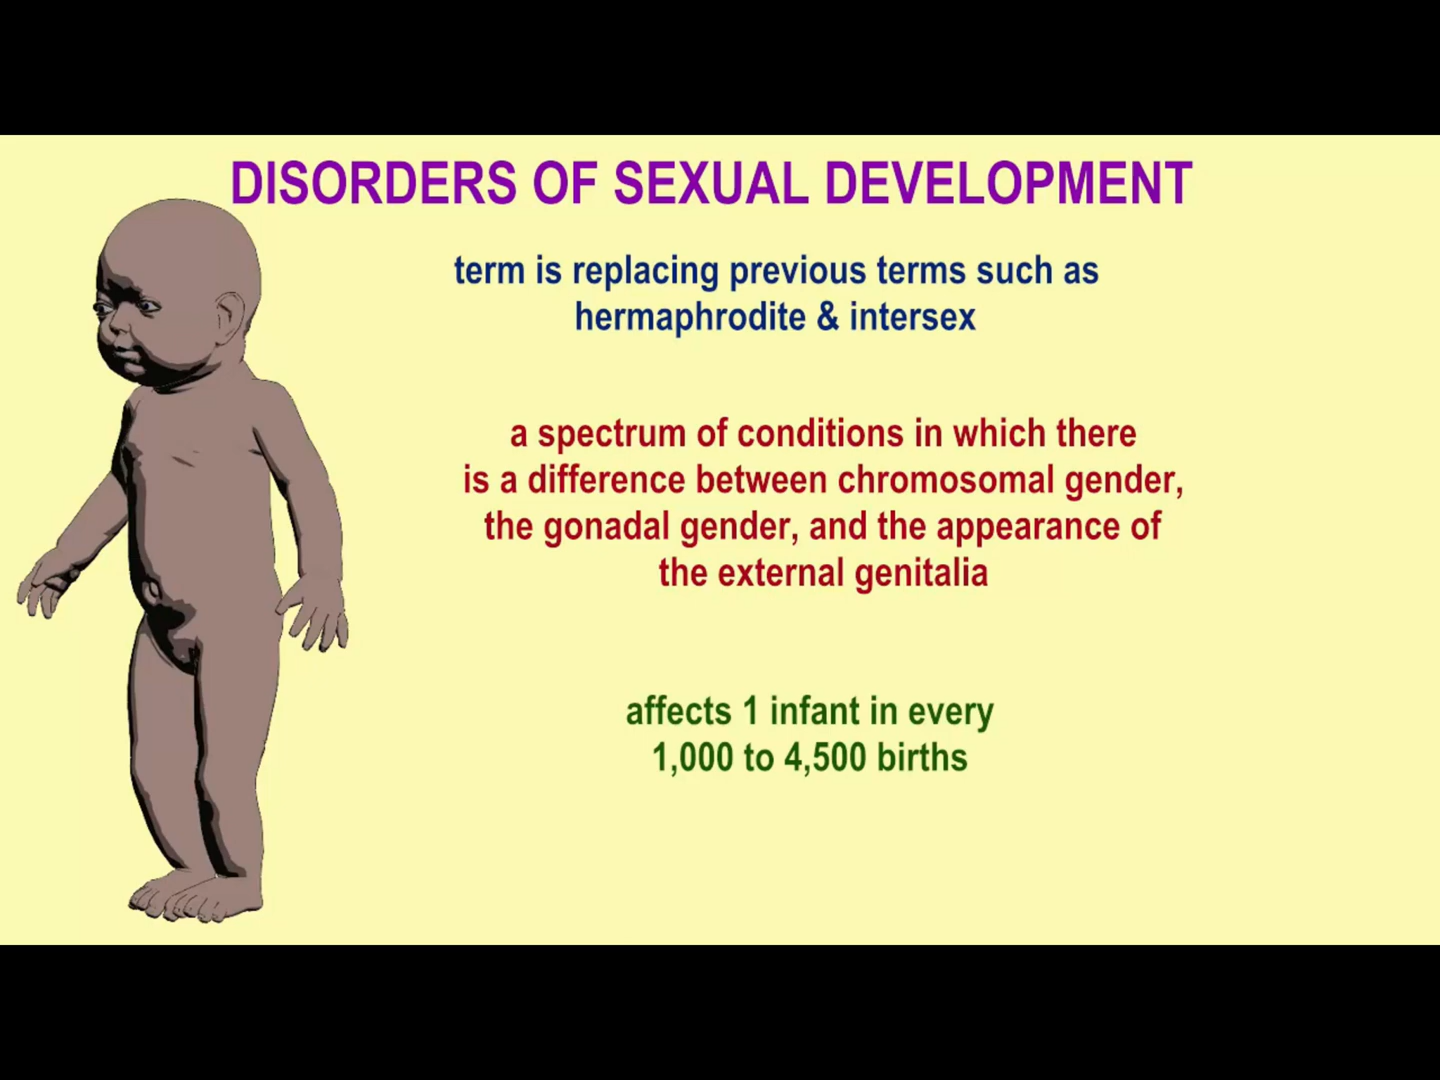 DISORDERS OF SEXUAL DEVELOPMENT
term is replacing previous terms such as
hermaphrodite & intersex
a spectrum of conditions in which there
is a difference between chromosomal gender,
the gonadal gender, and the appearance of
the external genitalia
affects 1 infant in every
1,000 to 4,500 births